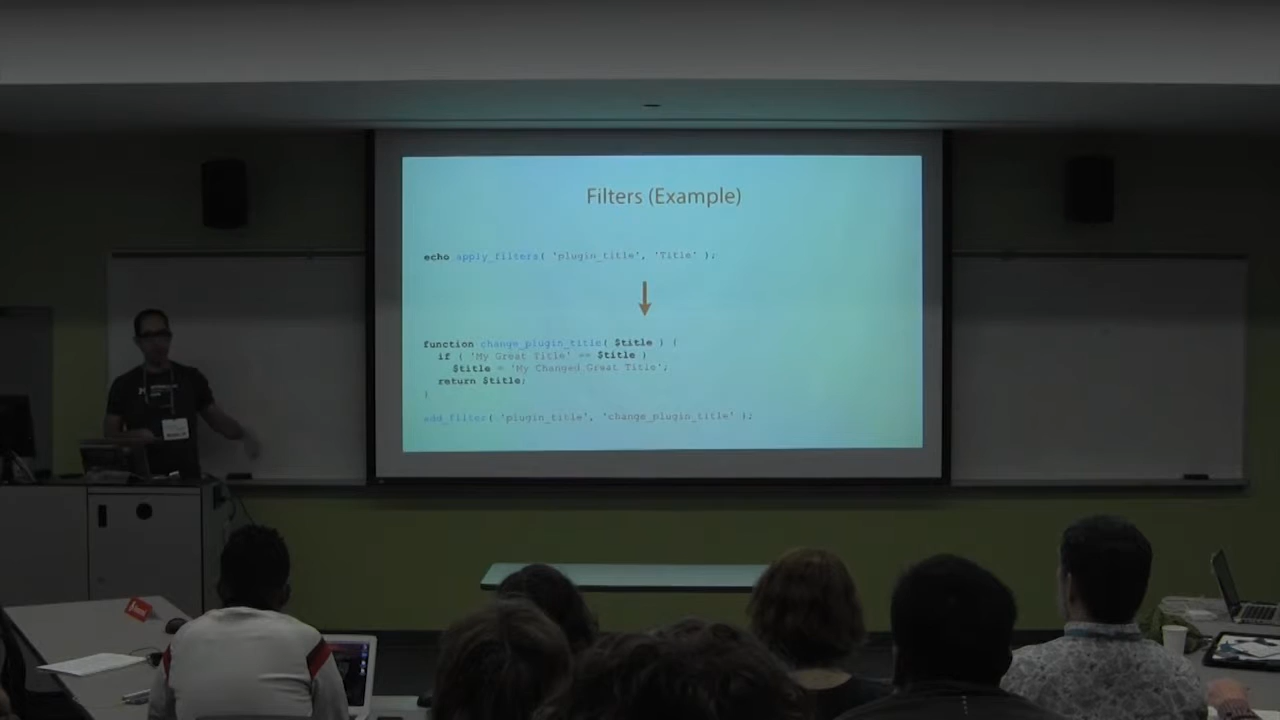 Filters (Example)
echo apply_filters( 'plugin_title', 'Title' );
function change_plugin_title( $title ) {
if ( 'My Great Title' == $title )
$title = 'My Changed Great Title';
return $title;
}
add_filter( 'plugin_title', 'change_plugin_title' );